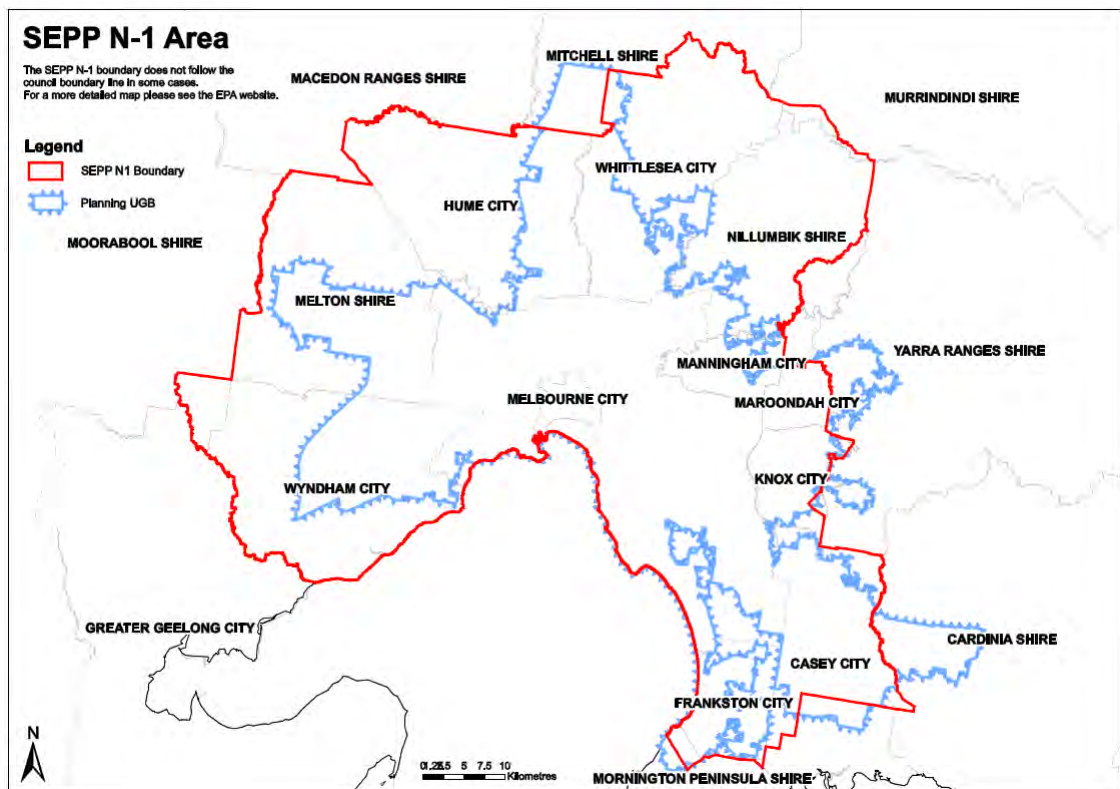 SEPP N-1 Area
The SEPP N-1 boundary does not follow the
council boundary line in some cases.
For a more detailed map please see the EPA website.
Legend
SEPP N1 Boundary
Planning UGB
MITCHELL SHIRE
MACEDON RANGES SHIRE
MURRINDINDI SHIRE
WHITTLESEA CITY
HUME CITY
NILLUMBIK SHIRE
MOORABOOL SHIRE
MELTON SHIRE
YARRA RANGES SHIRE
MANNINGHAM CITY
MELBOURNE CITY
MAROONDAH CITY
KNOX CITY
WYNDHAM CITY
GREATER GEELONG CITY
CARDINIA SHIRE
CASEY CITY
FRANKSTON CITY
N
5 7.5 10
Kilometres
MORNINGTON PENINSULA SHIRE